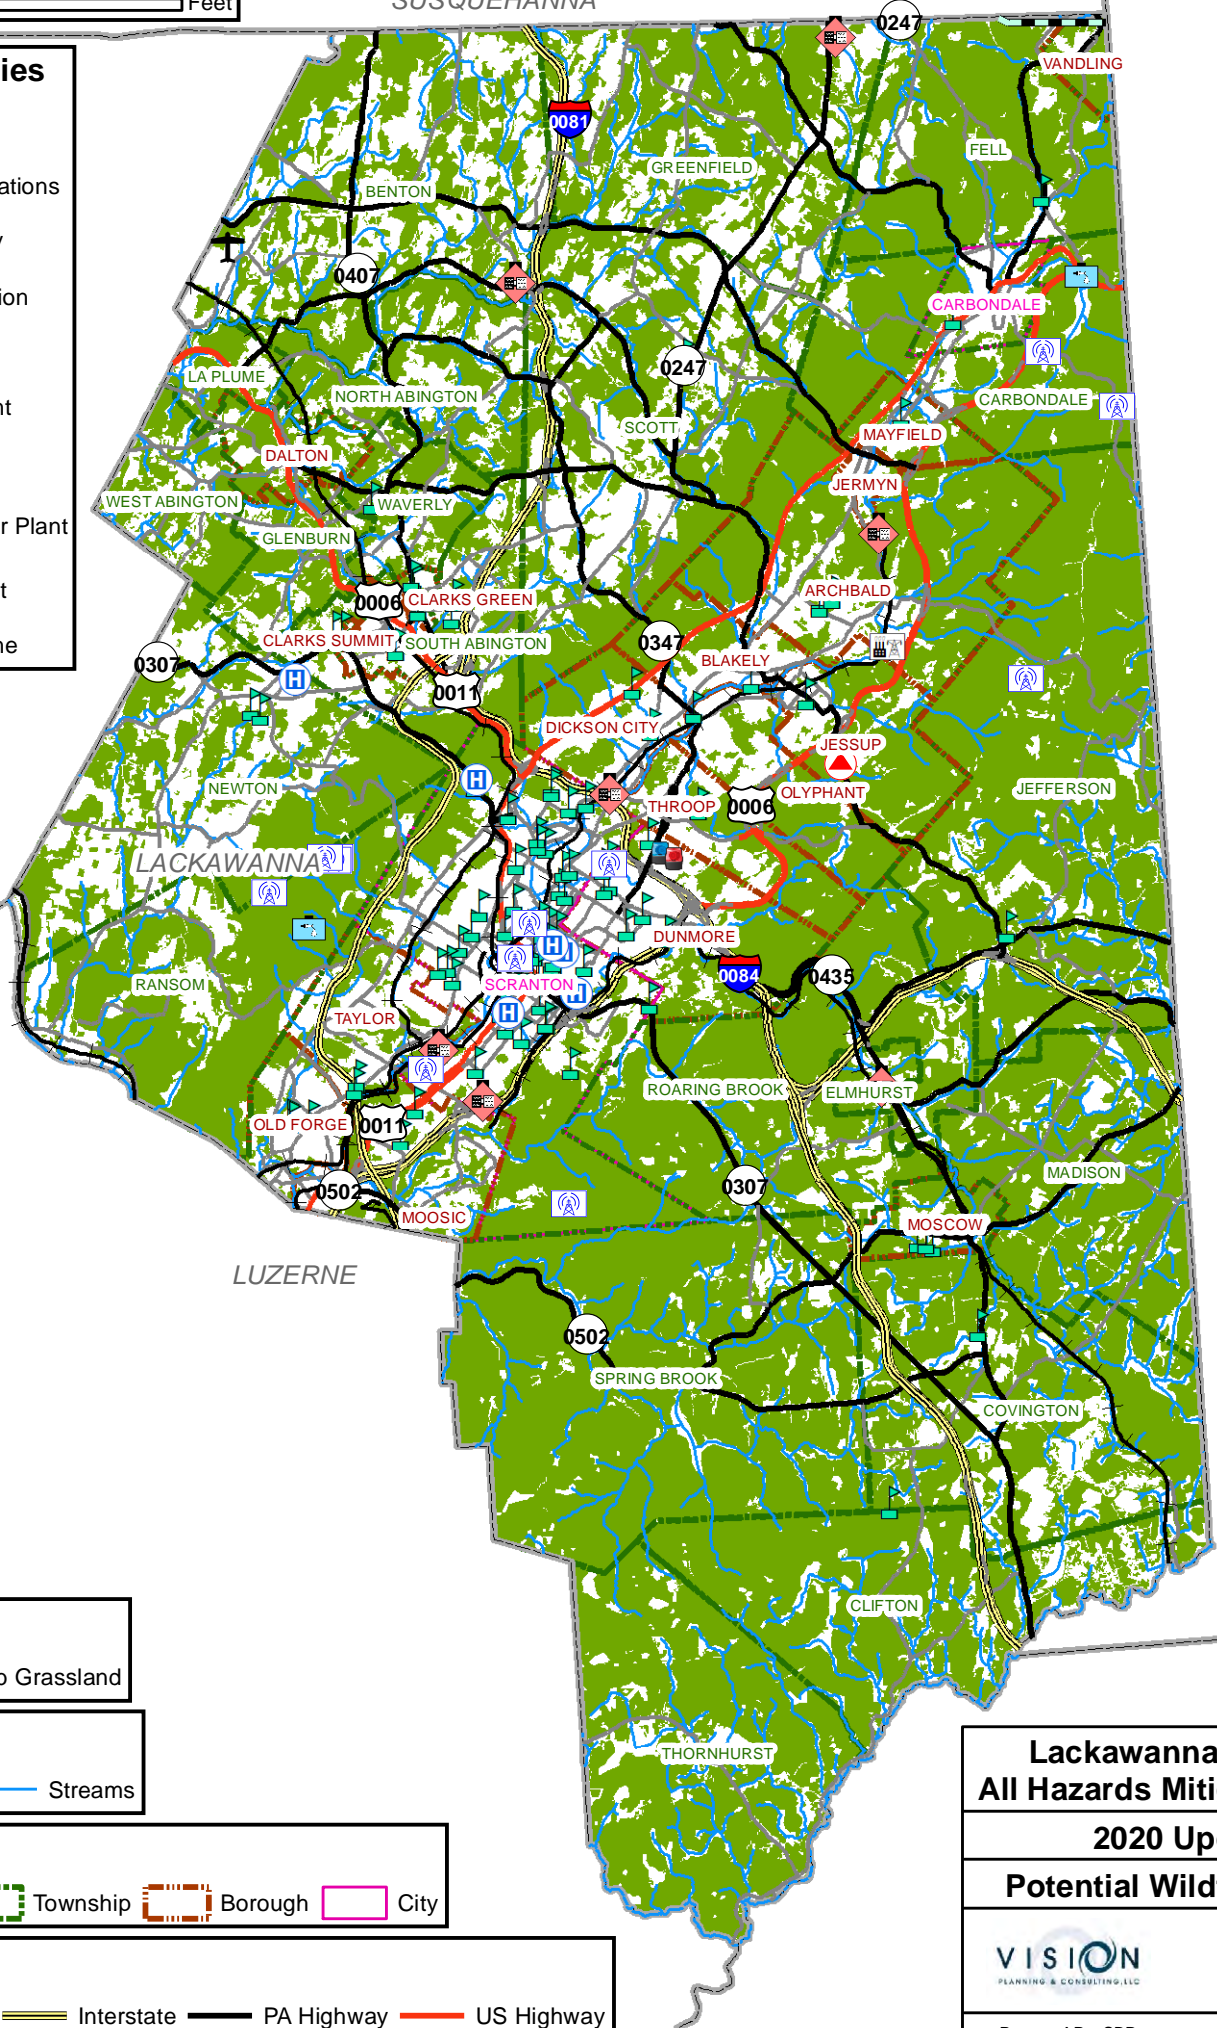 Feet
SUSQUEHANNA
0247
ies
VANDLING
0081
FELL
GREENFIELD
ations
BENTON
y
0407
ion
CARBONDALE
0247
LA PLUME
NORTH ABINGTON
CARBONDALE
nt
SCOTT
MAYFIELD
DALTON
JERMYN
WEST ABINGTON
WAVERLY
r Plant
GLENBURN
t
ARCHBALD
0006
CLARKS GREEN
ne
CLARKS SUMMIT
SOUTH ABINGTON
0347
0307
BLAKELY
0011
DICKSON CITY
JESSUP
NEWTON
OLYPHANT
JEFFERSON
THROOP
0006
LACKAWANNA
DUNMORE
0084
0435
RANSOM
SCRANTON
TAYLOR
ROARING BROOK
ELMHURST
OLD FORGE
0011
MADISON
0307
0502
MOOSIC
MOSCOW
LUZERNE
0502
SPRING BROOK
COVINGTON
CLIFTON
o Grassland
THORNHURST
Streams
Lackawanna
All Hazards Miti
2020 Up
Potential Wild
Township
Borough
City
VISION
PLANNING & CONSULTING, LLC
Interstate
PA Highway
US Highway